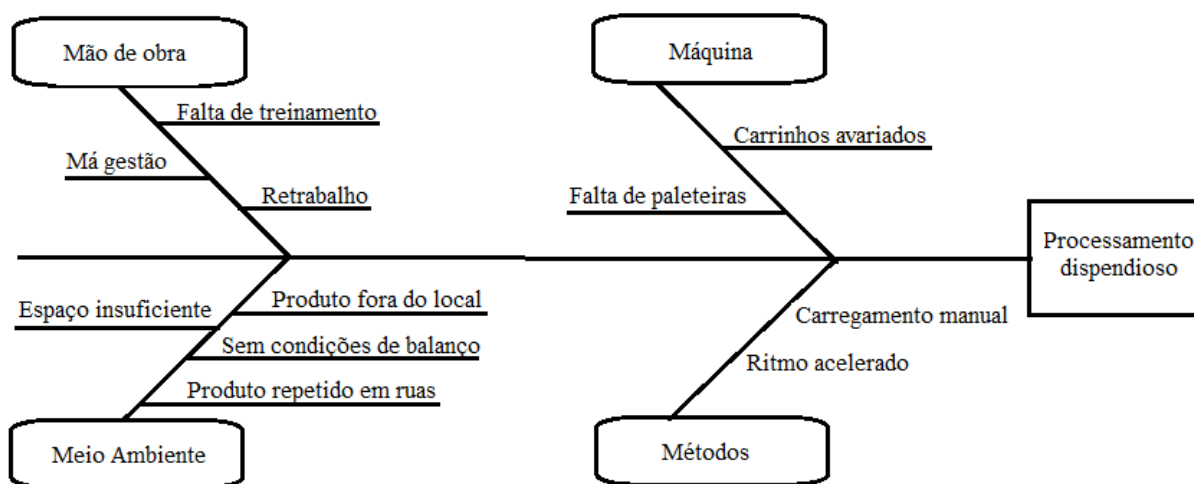 Mão de obra
Máquina
Falta de treinamento
Má gestão
Retrabalho
Carrinhos avariados
Falta de paleteiras
Processamento
dispendioso
Espaço insuficiente
Produto fora do local
Sem condições de balanço
Produto repetido em ruas
Carregamento manual
Ritmo acelerado
Meio Ambiente
Métodos